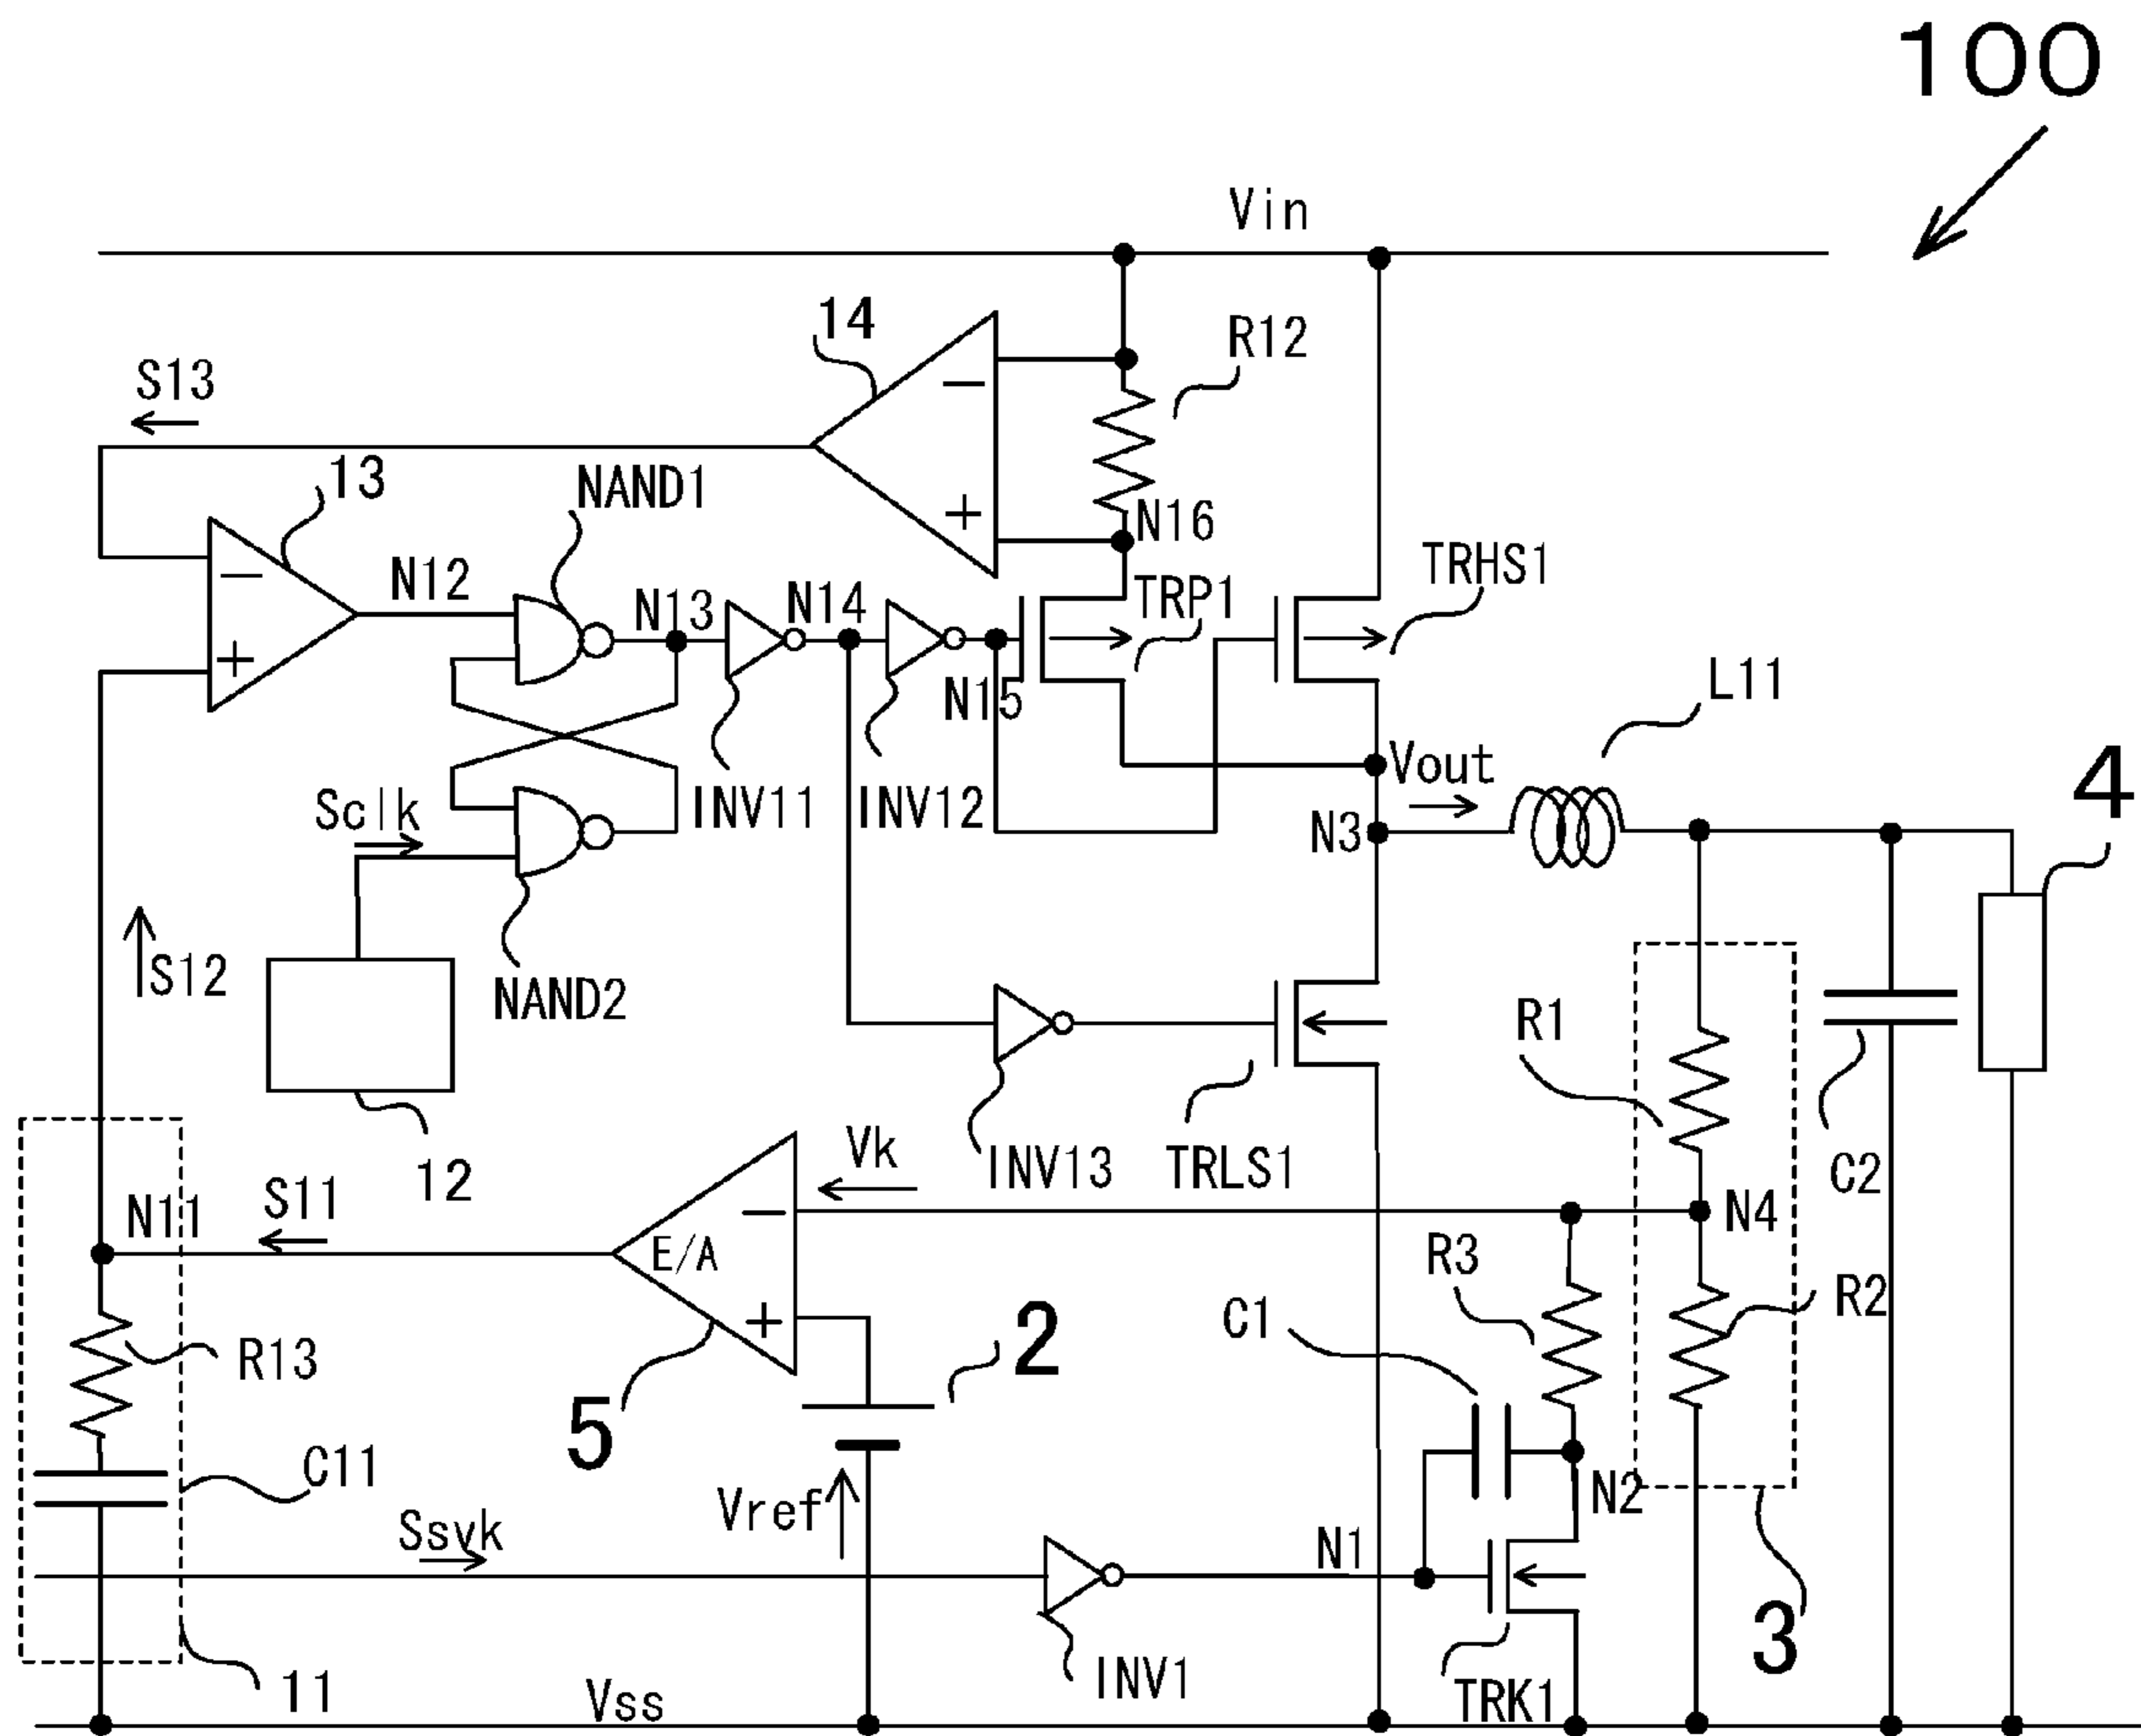 100
Vin
14
R12
S13
13
NAND1
N16
TRHS1
N12
N13
N14
TRP1
L11
N15
Vout
4
Sclk
INV11
INV12
N3
S12
NAND2
R1
Vk
12
INV13
TRLS1
C2
N11
S11
N4
E/A
R3
R2
C1
2
R13
5
C11
N2
Vref
Ssvk
N1
3
11
Vss
INV1
TRK1